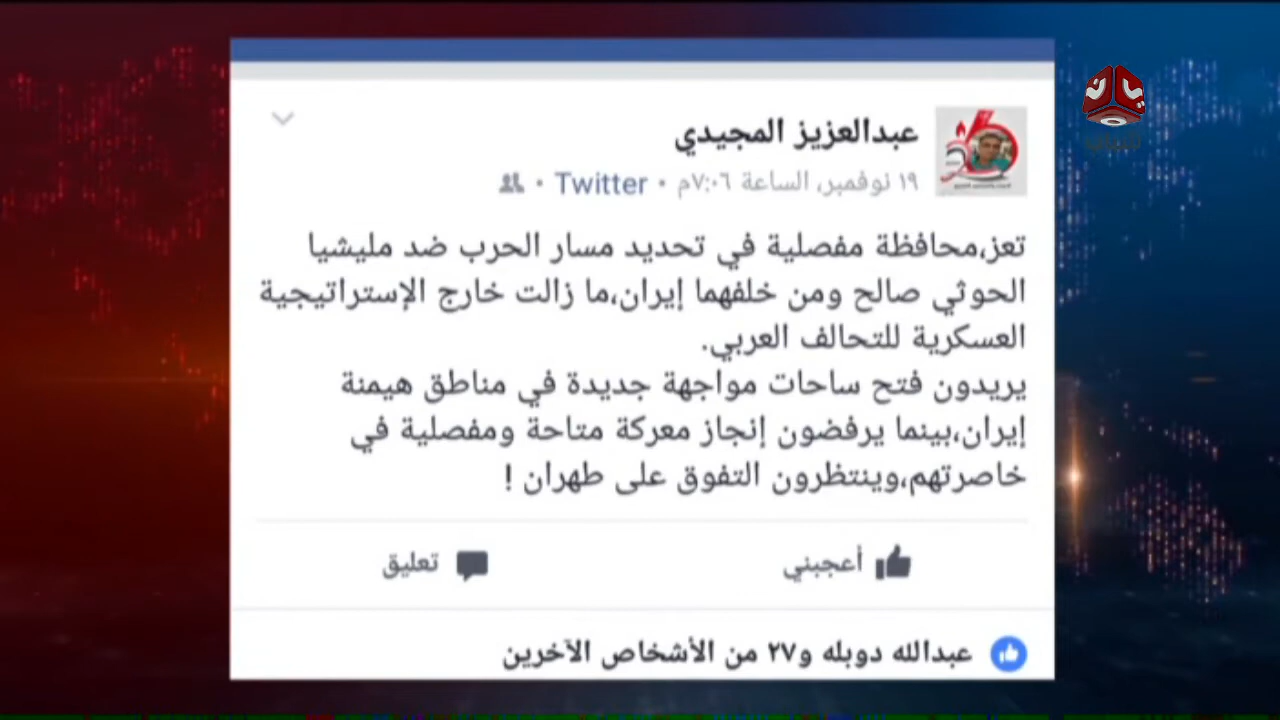 عبدالعزيز المجيدي
١٩ نوفمبر، الساعة ٧:٠٦م • Twitter •
تعز،محافظة مفصلية في تحديد مسار الحرب ضد مليشيا
الحوثي صالح ومن خلفهما إيران،ما زالت خارج الإستراتيجية
العسكرية للتحالف العربي.
يريدون فتح ساحات مواجهة جديدة في مناطق هيمنة
إيران،بينما يرفضون إنجاز معركة متاحة ومفصلية في
خاصرتهم،وينتظرون التفوق على طهران !
أعجبني
تعليق
عبدالله دوبله و٢٧ من الأشخاص الآخرين